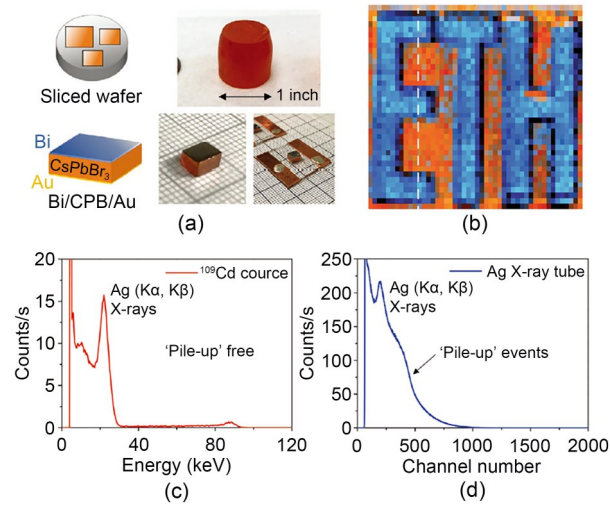 Sliced wafer
1 inch
Bi
CsPbBr₃
Au
Bi/CPB/Au
(a)
ETH
(b)
Counts/s
20
15
10
5
0
¹⁰⁹Cd cource
Ag (Kα, Kβ)
X-rays
‘Pile-up’ free
0 40 80 120
Energy (keV)
(c)
Counts/s
250
200
150
100
50
0
Ag X-ray tube
Ag (Kα, Kβ)
X-rays
‘Pile-up’ events
0 500 1000 1500 2000
Channel number
(d)